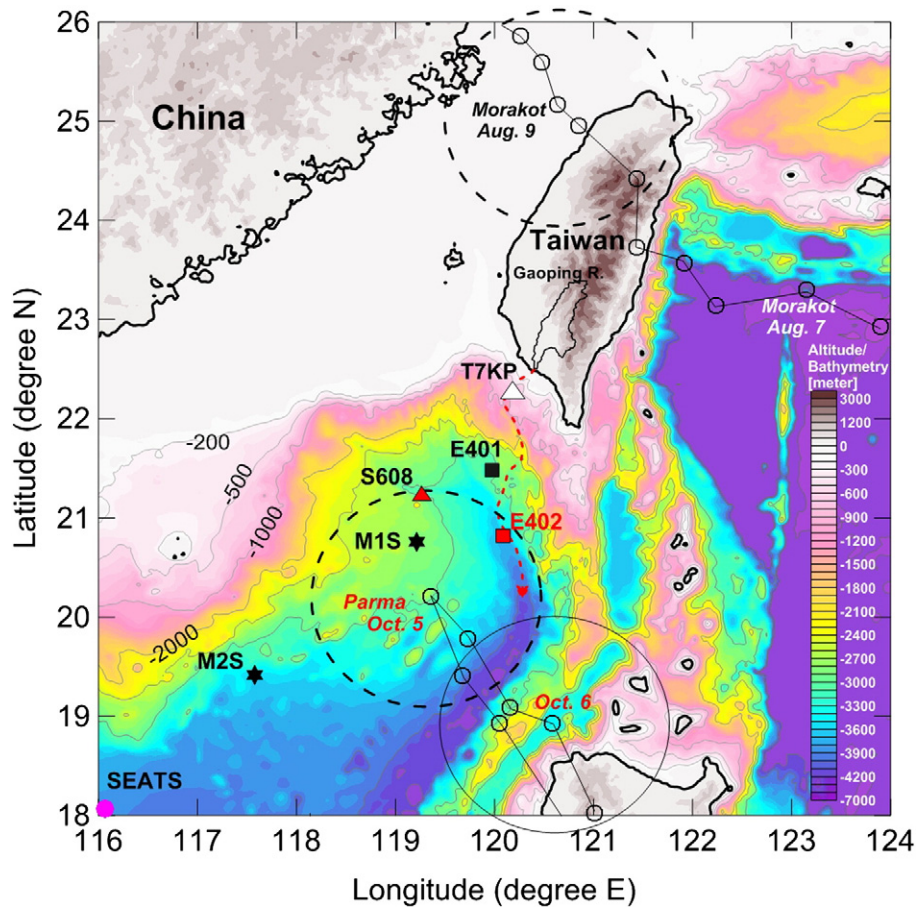 26
25
24
23
22
21
20
19
18
Latitude (degree N)
China
Morakot
Aug. 9
Taiwan
Gaoping R.
Morakot
Aug. 7
T7KP
-200
E401
-500
S608
-1000
E402
M1S
Parma
Oct. 5
-2000
M2S
Oct. 6
SEATS
Altitude/
Bathymetry
[meter]
3000
1200
0
-300
-600
-900
-1200
-1500
-1800
-2100
-2400
-2700
-3000
-3300
-3600
-3900
-4200
-7000
116 117 118 119 120 121 122 123 124
Longitude (degree E)